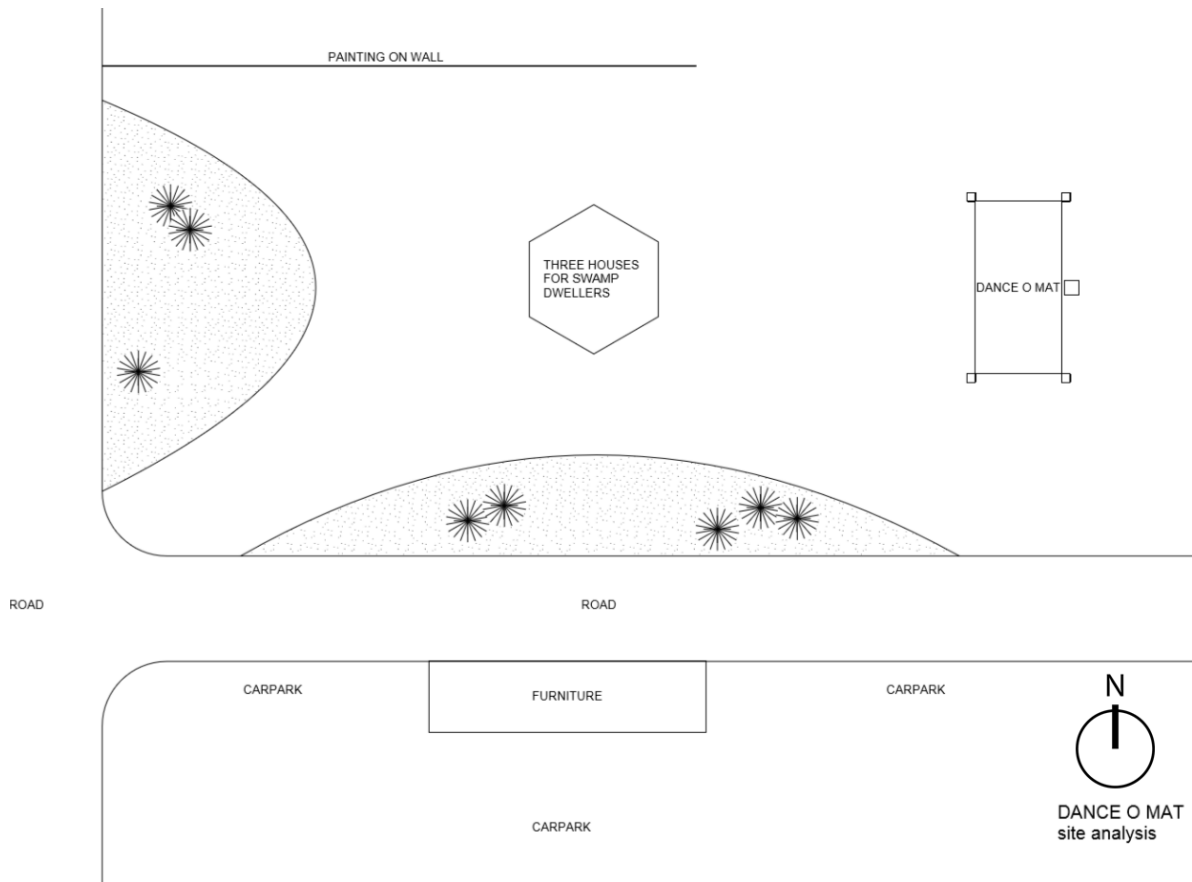 PAINTING ON WALL
THREE HOUSES
FOR SWAMP
DWELLERS
DANCE O MAT
ROAD
ROAD
CARPARK
FURNITURE
CARPARK
CARPARK
N
DANCE O MAT
site analysis